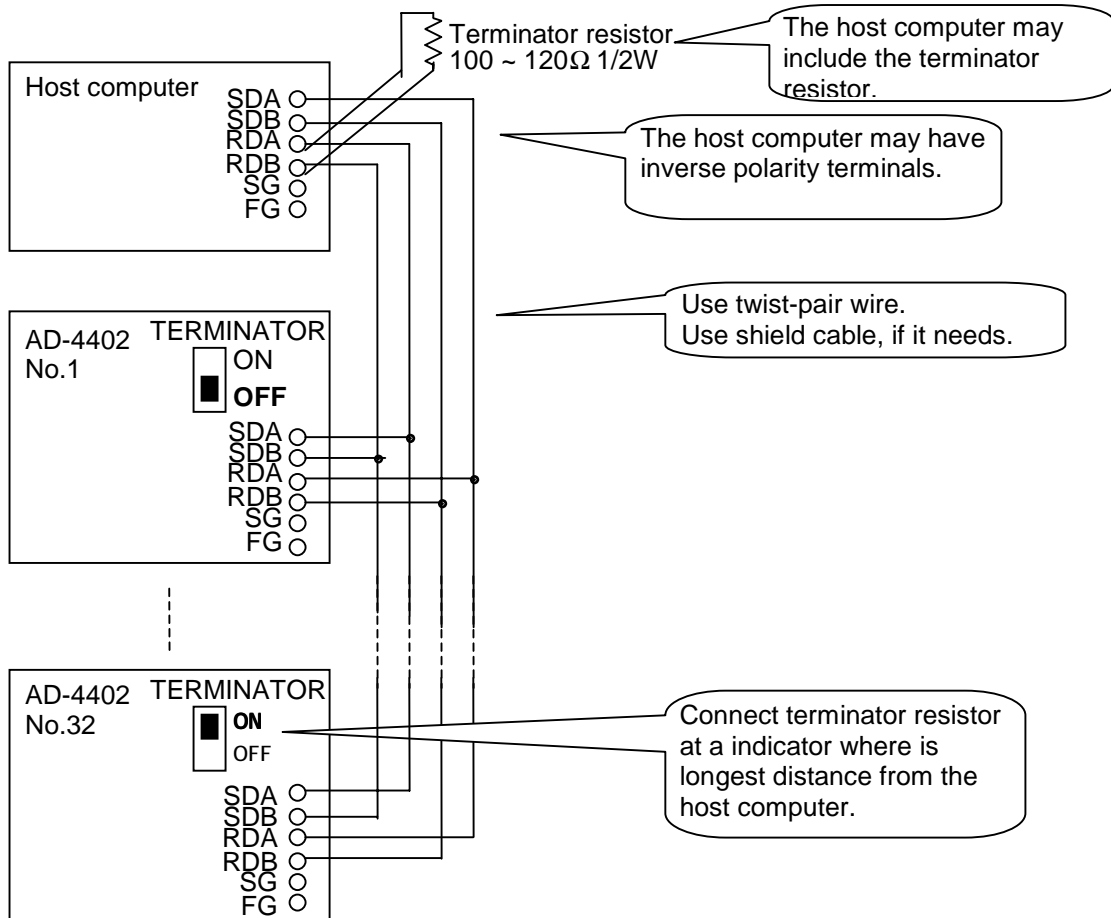 Terminator resistor
100 ~ 120Ω 1/2W
The host computer may
include the terminator
resistor.
Host computer
SDA
SDB
RDA
RDB
SG
FG
The host computer may have
inverse polarity terminals.
Use twist-pair wire.
Use shield cable, if it needs.
AD-4402
No.1
TERMINATOR
ON
OFF
SDA
SDB
RDA
RDB
SG
FG
AD-4402
No.32
TERMINATOR
ON
OFF
SDA
SDB
RDA
RDB
SG
FG
Connect terminator resistor
at a indicator where is
longest distance from the
host computer.